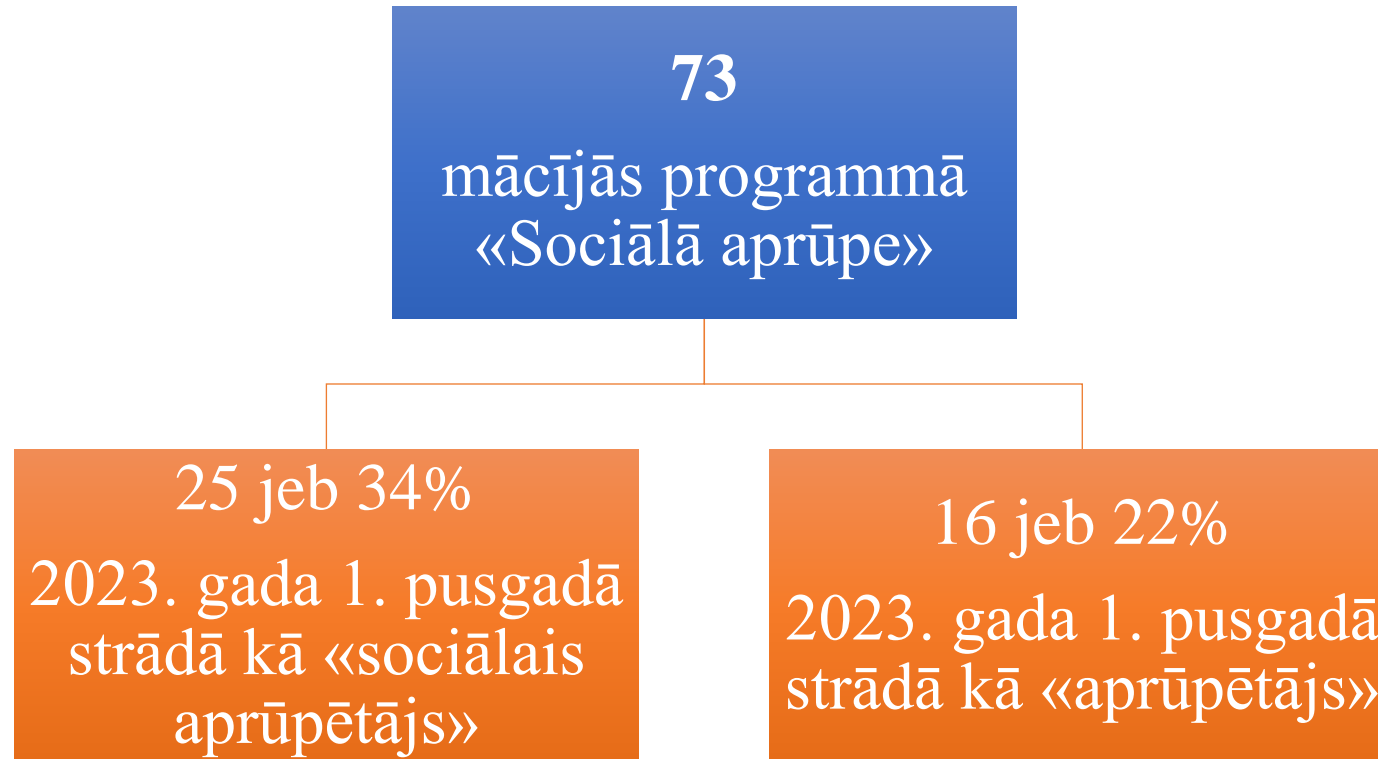 73
mācījās programmā
«Sociālā aprūpe»
25 jeb 34%
2023. gada 1. pusgadā
strādā kā «sociālais
aprūpētājs»
16 jeb 22%
2023. gada 1. pusgadā
strādā kā «aprūpētājs»